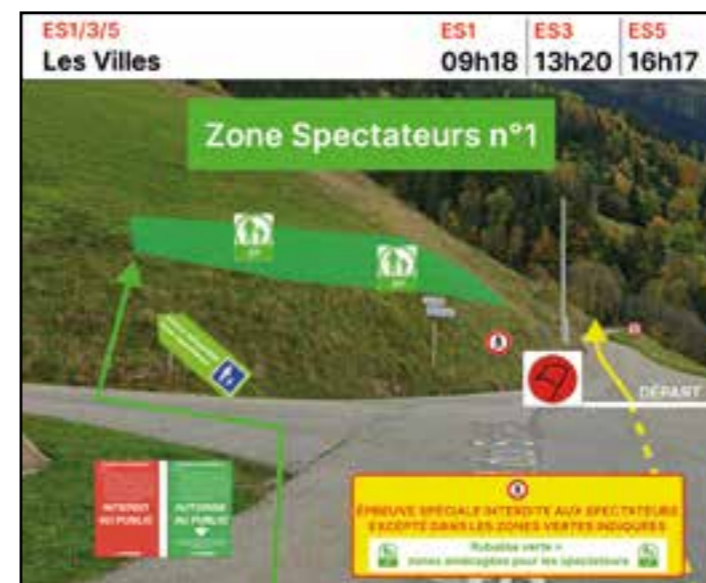 ES1/3/5
Les Villes
ES1 ES3 ES5
09h18 13h20 16h17
Zone Spectateurs n°1
DÉPART
INTERDIT
AU PUBLIC
AUTORISÉ
AU PUBLIC
ÉPREUVE SPÉCIALE INTERDITE AUX SPECTATEURS
EXCEPTÉ DANS LES ZONES VERTES INDIQUÉES
Rubalise verte =
zones aménagées pour les spectateurs